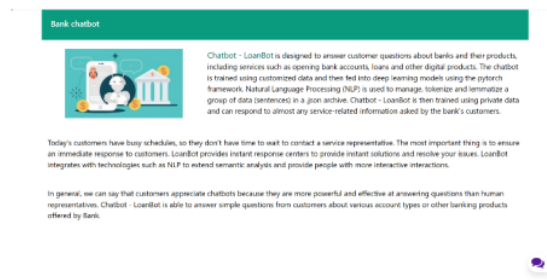 Bank chatbot
Chatbot - LoanBot is designed to answer customer questions about banks and their products,
including services such as opening bank accounts, loans and other digital products. The chatbot
is trained using customized data and then fed into deep learning models using the pytorch
framework. Natural Language Processing (NLP) is used to manage, tokenize and lemmatize a
group of data (sentences) in a .json archive. Chatbot - LoanBot is then trained using private data
and can respond to almost any service-related information asked by the bank's customers.
Today's customers have busy schedules, so they don't have time to wait to contact a service representative. The most important thing is to ensure
an immediate response to customers. LoanBot provides instant response centers to provide instant solutions and resolve your issues. LoanBot
integrates with technologies such as NLP to extend semantic analysis and provide people with more interactive interactions.
In general, we can say that customers appreciate chatbots because they are more powerful and effective at answering questions than human
representatives. Chatbot - LoanBot is able to answer simple questions from customers about various account types or other banking products
offered by Bank.